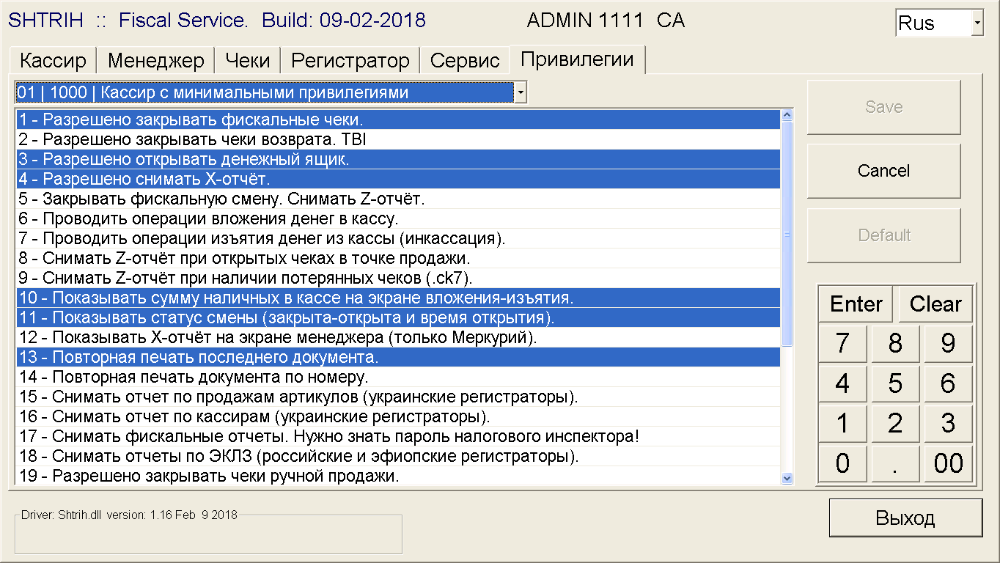 SHTRIH :: Fiscal Service. Build: 09-02-2018 ADMIN 1111 CA Rus
Кассир Менеджер Чеки Регистратор Сервис Привилегии
01 | 1000 | Кассир с минимальными привилегиями
1 - Разрешено закрывать фискальные чеки.
2 - Разрешено закрывать чеки возврата. TBI
3 - Разрешено открывать денежный ящик.
4 - Разрешено снимать X-отчёт.
5 - Закрывать фискальную смену. Снимать Z-отчёт.
6 - Проводить операции вложения денег в кассу.
7 - Проводить операции изъятия денег из кассы (инкассация).
8 - Снимать Z-отчёт при открытых чеках в точке продажи.
9 - Снимать Z-отчёт при наличии потерянных чеков (.ck7).
10 - Показывать сумму наличных в кассе на экране вложения-изъятия.
11 - Показывать статус смены (закрыта-открыта и время открытия).
12 - Показывать X-отчёт на экране менеджера (только Меркурий).
13 - Повторная печать последнего документа.
14 - Повторная печать документа по номеру.
15 - Снимать отчет по продажам артикулов (украинские регистраторы).
16 - Снимать отчет по кассирам (украинские регистраторы).
17 - Снимать фискальные отчеты. Нужно знать пароль налогового инспектора!
18 - Снимать отчеты по ЭКЛЗ (российские и эфиопские регистраторы).
19 - Разрешено закрывать чеки ручной продажи.
Save
Cancel
Default
Enter Clear
7 8 9
4 5 6
1 2 3
0 . 00
Driver: Shtrih.dll version: 1.16 Feb 9 2018
Выход